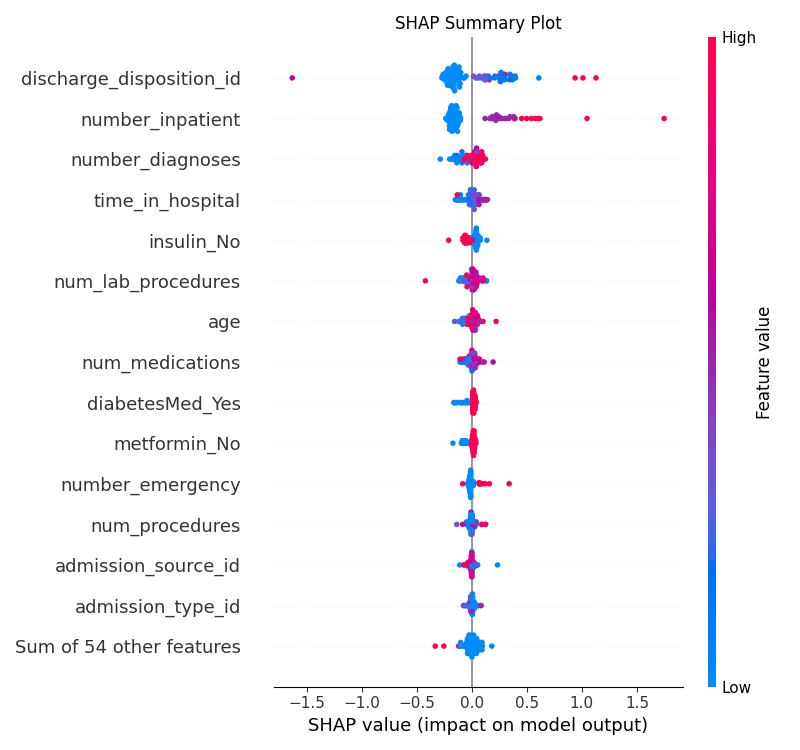 SHAP Summary Plot
High
discharge_disposition_id
number_inpatient
number_diagnoses
time_in_hospital
insulin_No
num_lab_procedures
age
num_medications
diabetesMed_Yes
metformin_No
number_emergency
num_procedures
admission_source_id
admission_type_id
Sum of 54 other features
Feature value
Low
−1.5 −1.0 −0.5 0.0 0.5 1.0 1.5
SHAP value (impact on model output)